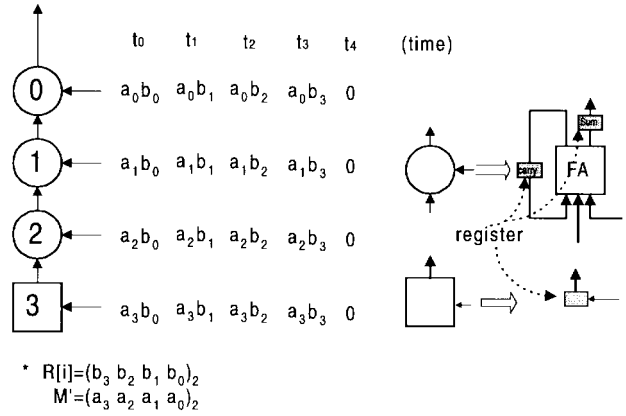 t₀ t₁ t₂ t₃ t₄ (time)
0 a₀b₀ a₀b₁ a₀b₂ a₀b₃ 0
Sum
1 a₁b₀ a₁b₁ a₁b₂ a₁b₃ 0 carry FA
2 a₂b₀ a₂b₁ a₂b₂ a₂b₃ 0 register
3 a₃b₀ a₃b₁ a₃b₂ a₃b₃ 0
* R[i]=(b₃ b₂ b₁ b₀)₂
M'=(a₃ a₂ a₁ a₀)₂